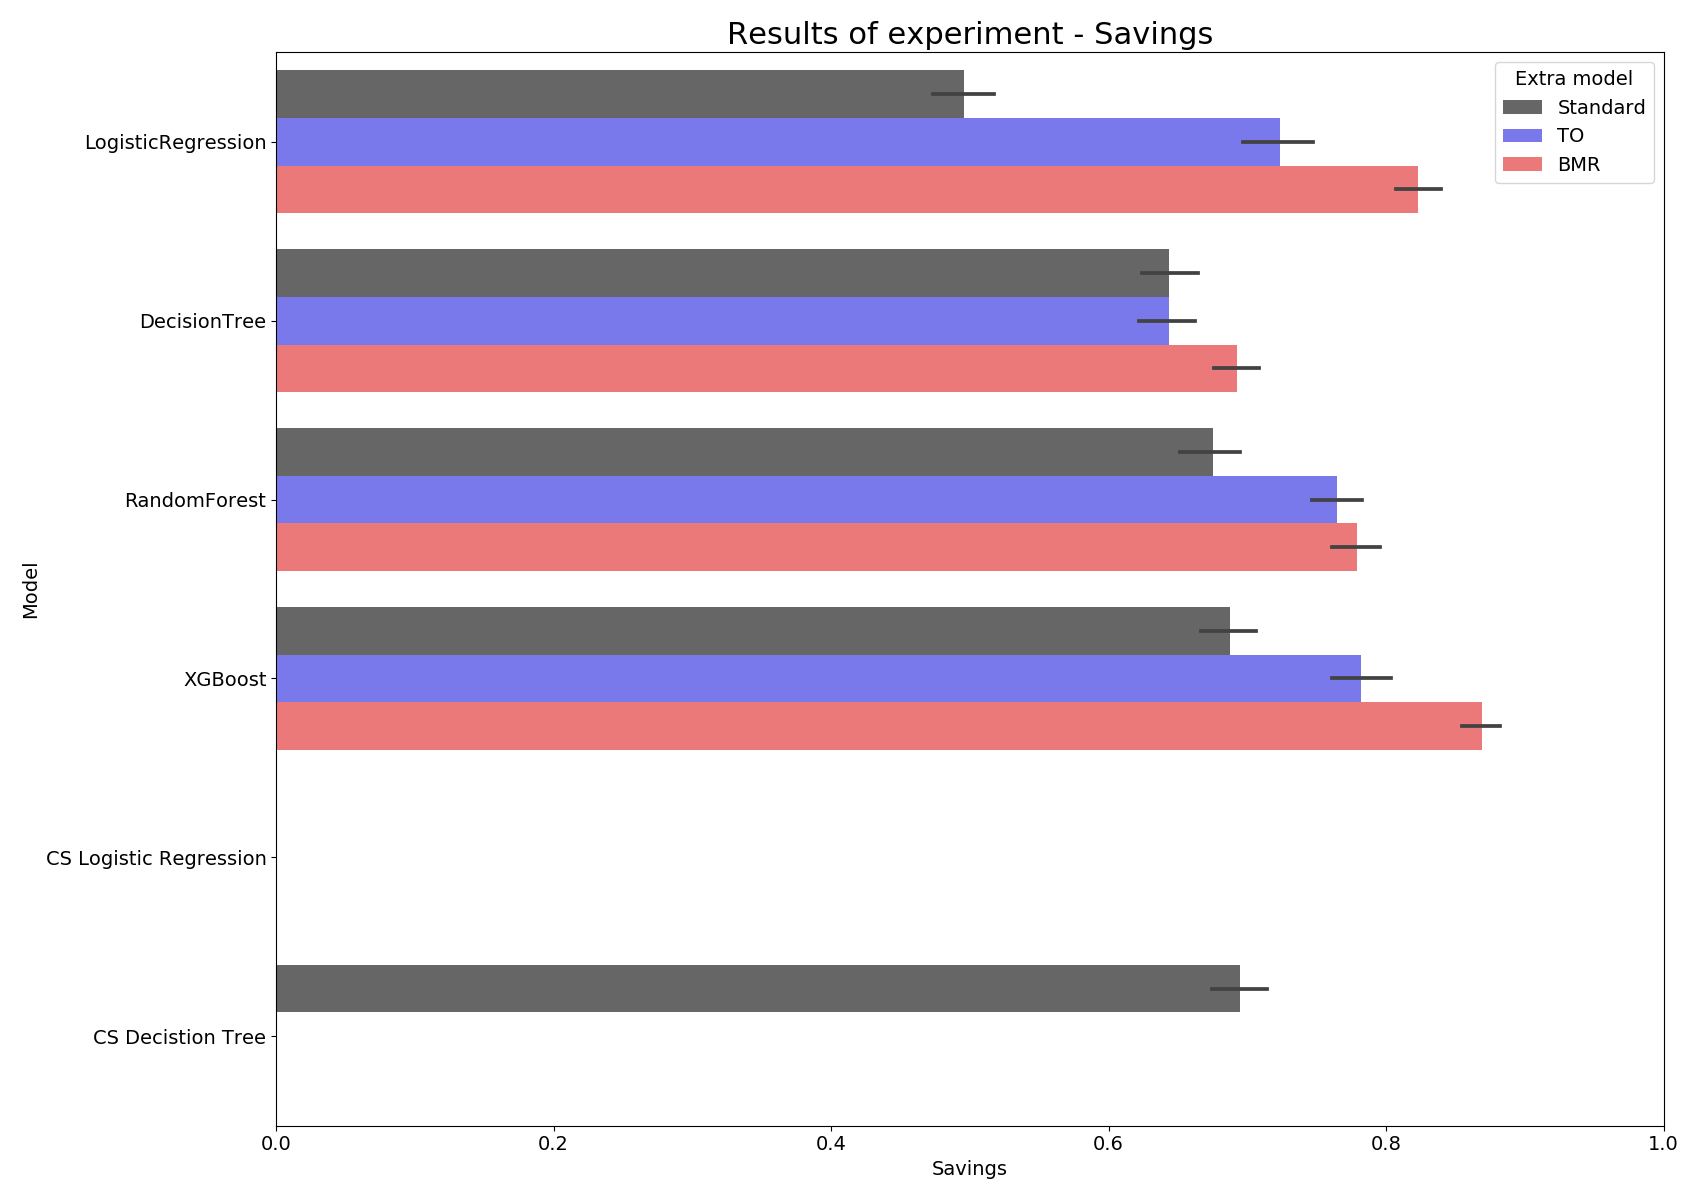 Results of experiment - Savings
Extra model
Standard
TO
BMR
LogisticRegression
DecisionTree
RandomForest
XGBoost
CS Logistic Regression
CS Decistion Tree
Model
0.0 0.2 0.4 0.6 0.8 1.0
Savings